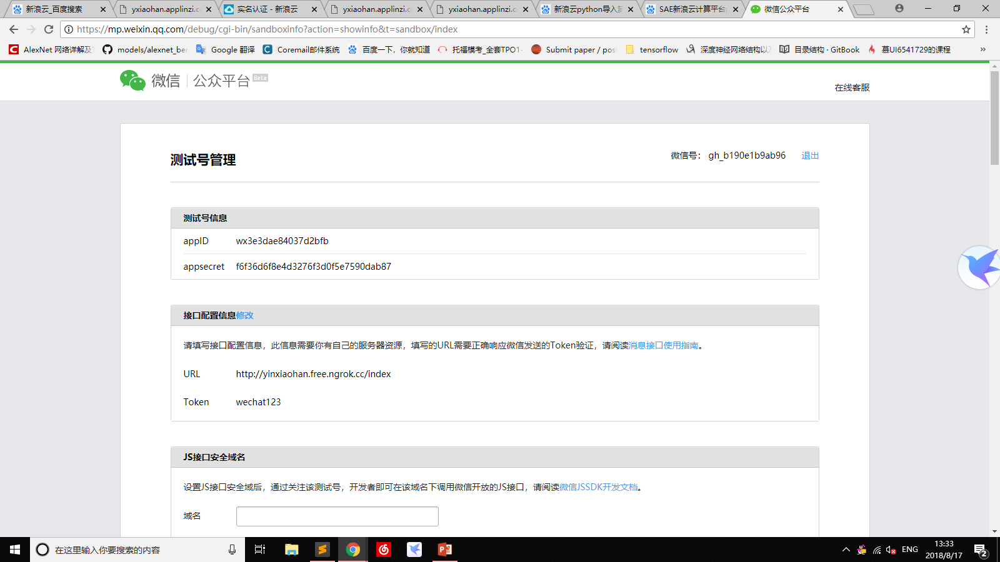 新浪云_百度搜索
yxiaohan.applinzi.c
实名认证 - 新浪云
yxiaohan.applinzi.c
yxiaohan.applinzi.c
新浪云python导入第
SAE新浪云计算平台
微信公众平台
https://mp.weixin.qq.com/debug/cgi-bin/sandboxinfo?action=showinfo&t=sandbox/index
AlexNet 网络详解及
models/alexnet_ber
Google 翻译
Coremail邮件系统
百度一下，你就知道
托福模考_全套TPO1-
Submit paper / pos
tensorflow
深度神经网络结构以
目录结构 · GitBook
慕UI6541729的课程
»
微信 | 公众平台 Beta
在线客服
测试号管理
微信号： gh_b190e1b9ab96 退出
测试号信息
appID wx3e3dae84037d2bfb
appsecret f6f36d6f8e4d3276f3d0f5e7590dab87
接口配置信息修改
请填写接口配置信息，此信息需要你有自己的服务器资源，填写的URL需要正确响应微信发送的Token验证，请阅读消息接口使用指南。
URL http://yinxiaohan.free.ngrok.cc/index
Token wechat123
JS接口安全域名
设置JS接口安全域后，通过关注该测试号，开发者即可在该域名下调用微信开放的JS接口，请阅读微信JSSDK开发文档。
域名
在这里输入你要搜索的内容
ENG
13:33
2018/8/17
2